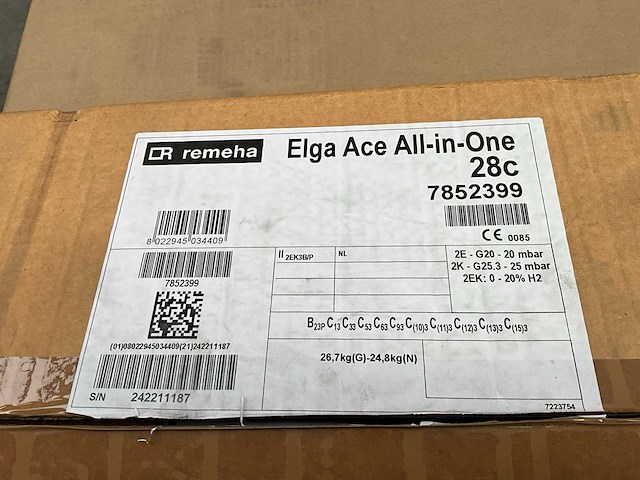 remeha
Elga Ace All-in-One
28c
7852399
8 022945 034409
CE 0085
7852399
(01)08022945034409(21)242211187
S/N 242211187
II 2EK3B/P
NL
2E - G20 - 20 mbar
2K - G25.3 - 25 mbar
2EK: 0 - 20% H2
B23P C13 C33 C53 C63 C93 C(10)3 C(11)3 C(12)3 C(13)3 C(15)3
26,7kg(G)-24,8kg(N)
7223754